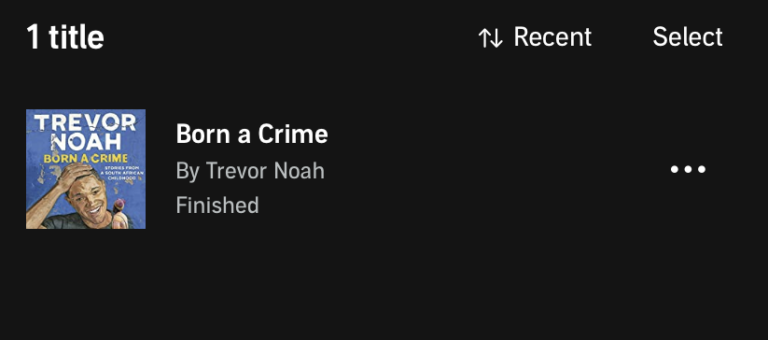 1 title
Recent
Select
TREVOR
NOAH
BORN A CRIME
STORIES FROM
A SOUTH AFRICAN
CHILDHOOD
Born a Crime
By Trevor Noah
Finished